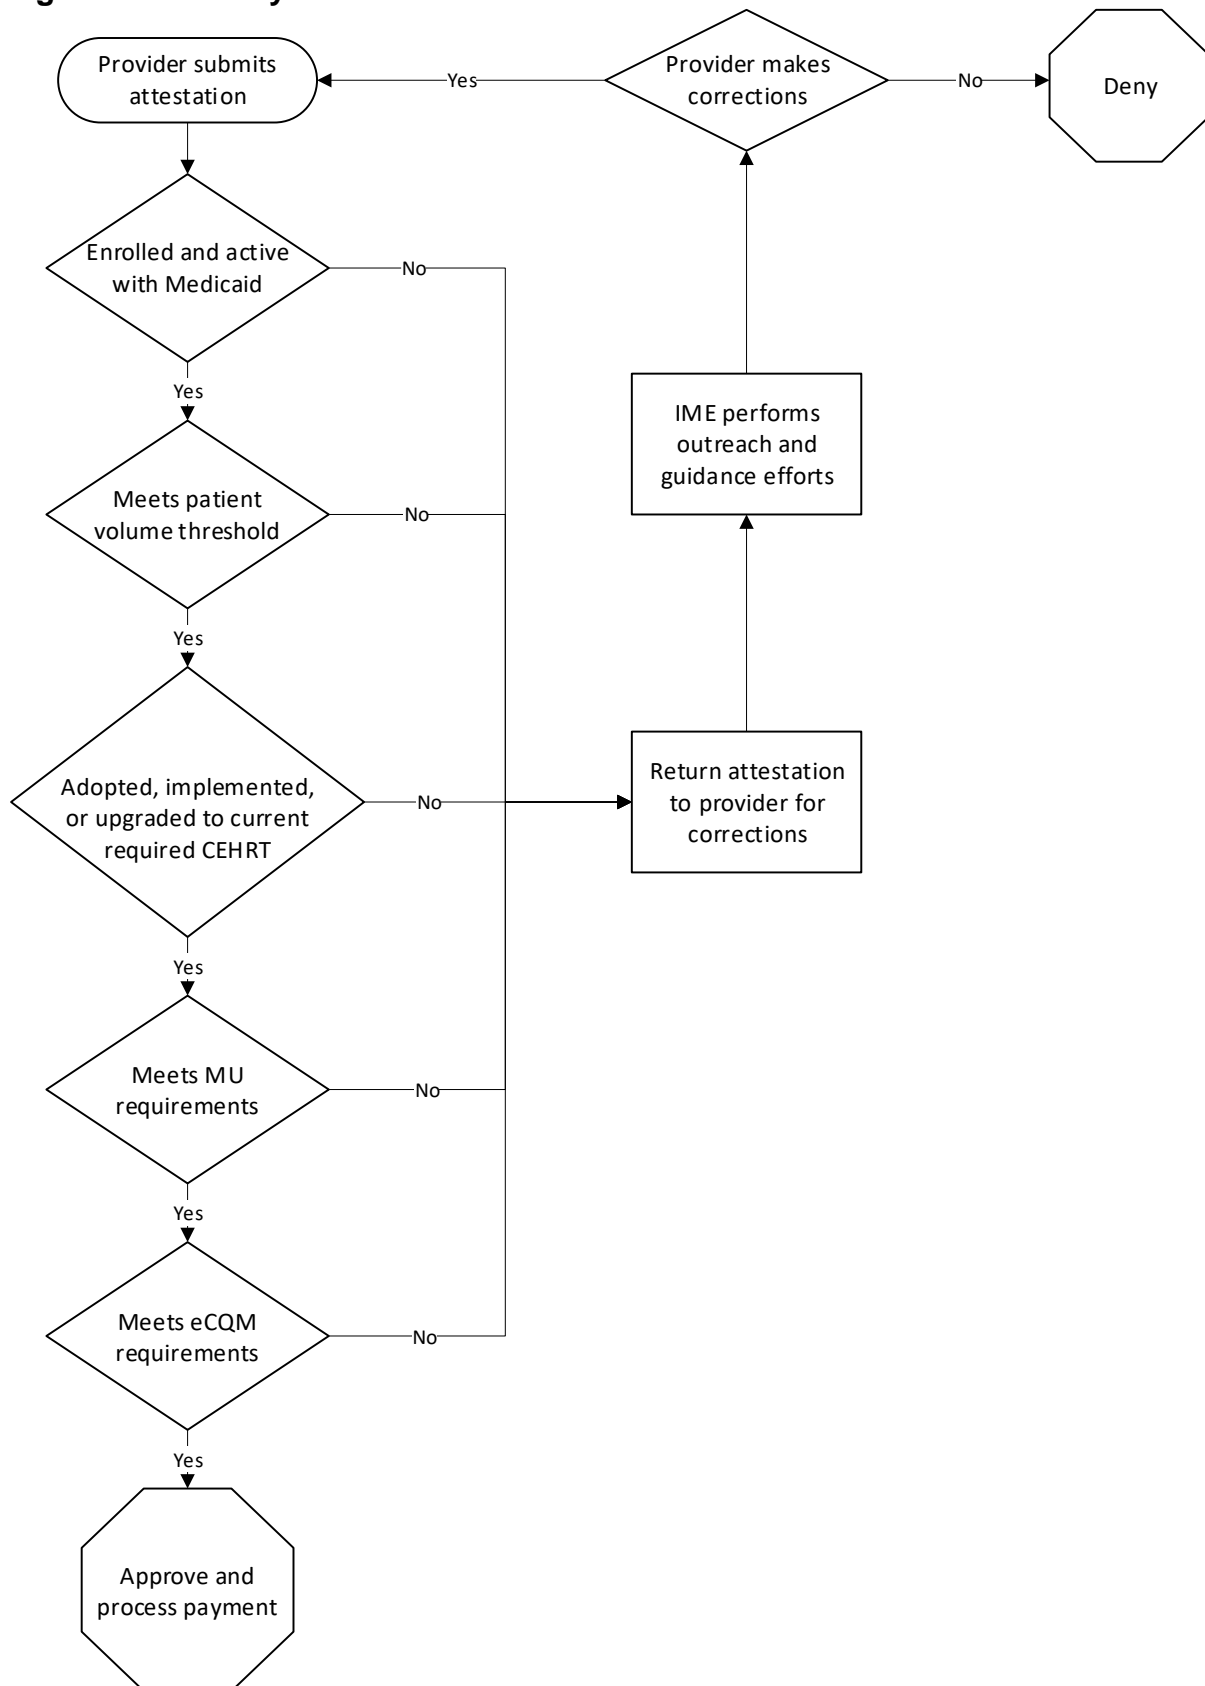 Provider submits
attestation
Yes
Provider makes
corrections
No
Deny
Enrolled and active
with Medicaid
No
Yes
IME performs
outreach and
guidance efforts
Meets patient
volume threshold
No
Yes
Adopted, implemented,
or upgraded to current
required CEHRT
No
Return attestation
to provider for
corrections
Yes
Meets MU
requirements
No
Yes
Meets eCQM
requirements
No
Yes
Approve and
process payment